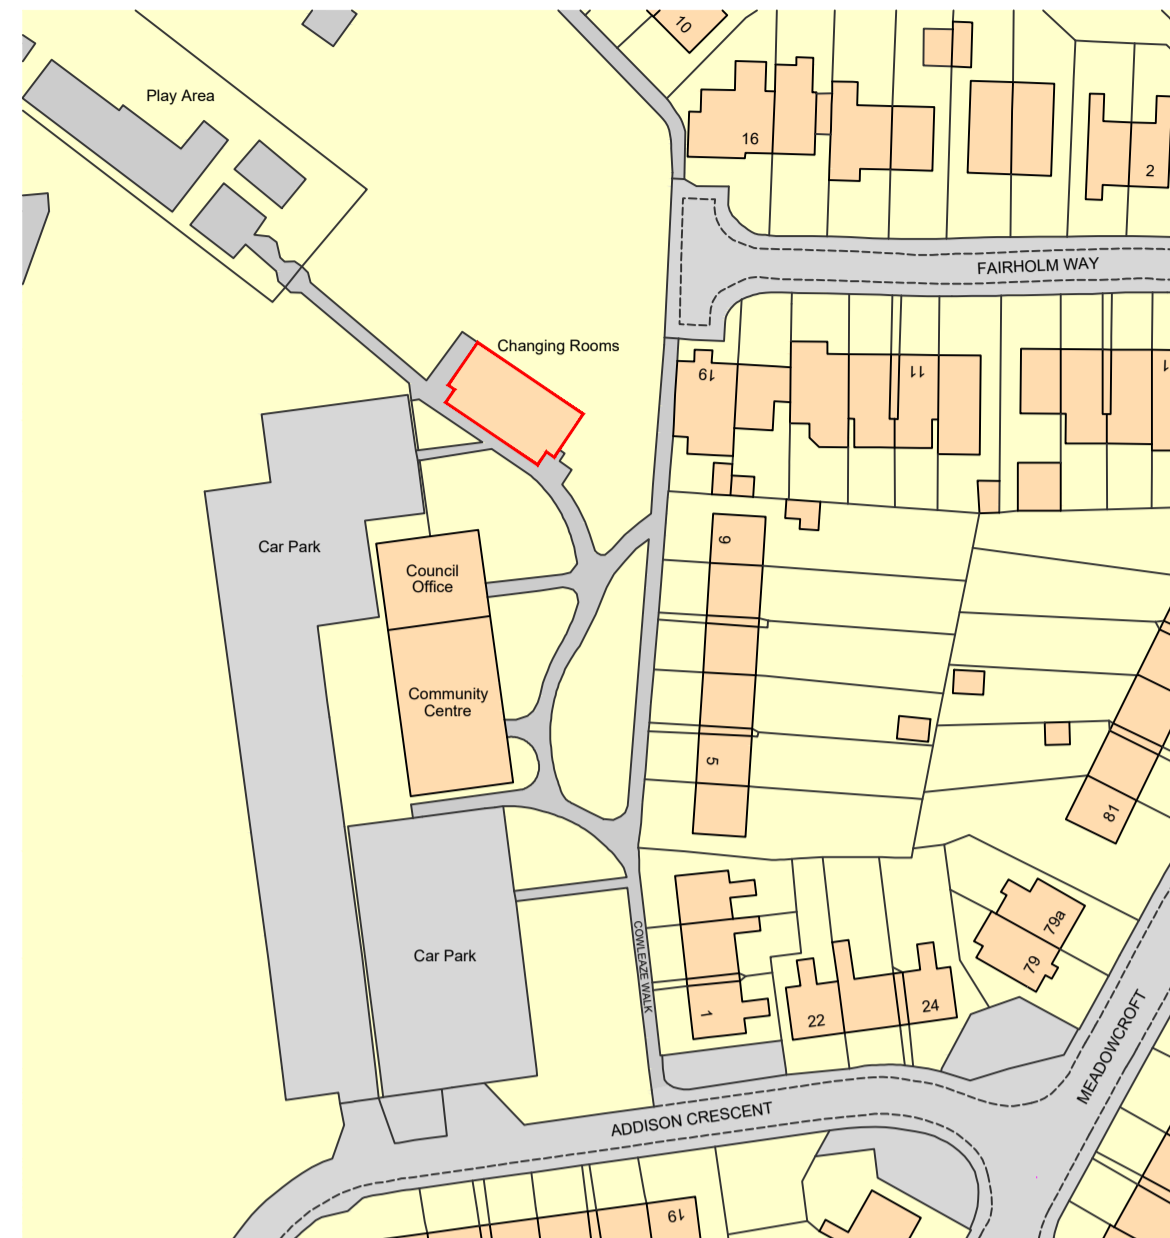 10
Play Area
16
2
FAIRHOLM WAY
Changing Rooms
19
11
1
Car Park
Council
Office
9
Community
Centre
5
81
79a
79
COWLEAZE WALK
Car Park
1
22
24
MEADOWCROFT
ADDISON CRESCENT
19